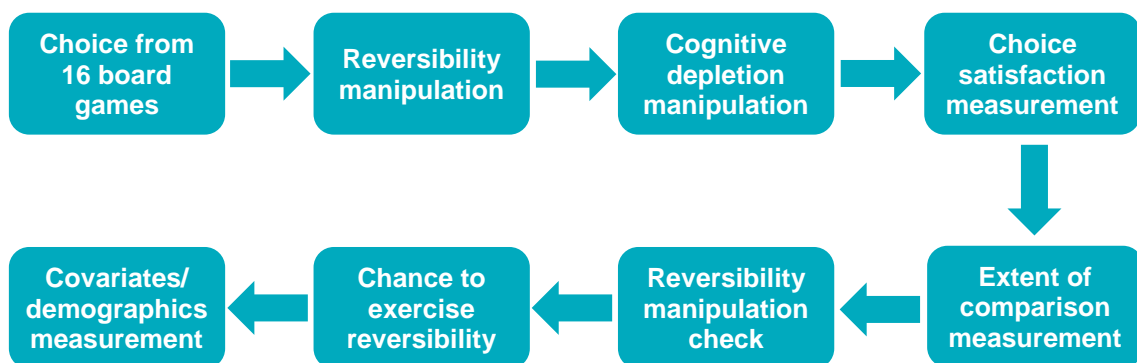 Choice from
16 board
games
Reversibility
manipulation
Cognitive
depletion
manipulation
Choice
satisfaction
measurement
Extent of
comparison
measurement
Reversibility
manipulation
check
Chance to
exercise
reversibility
Covariates/
demographics
measurement